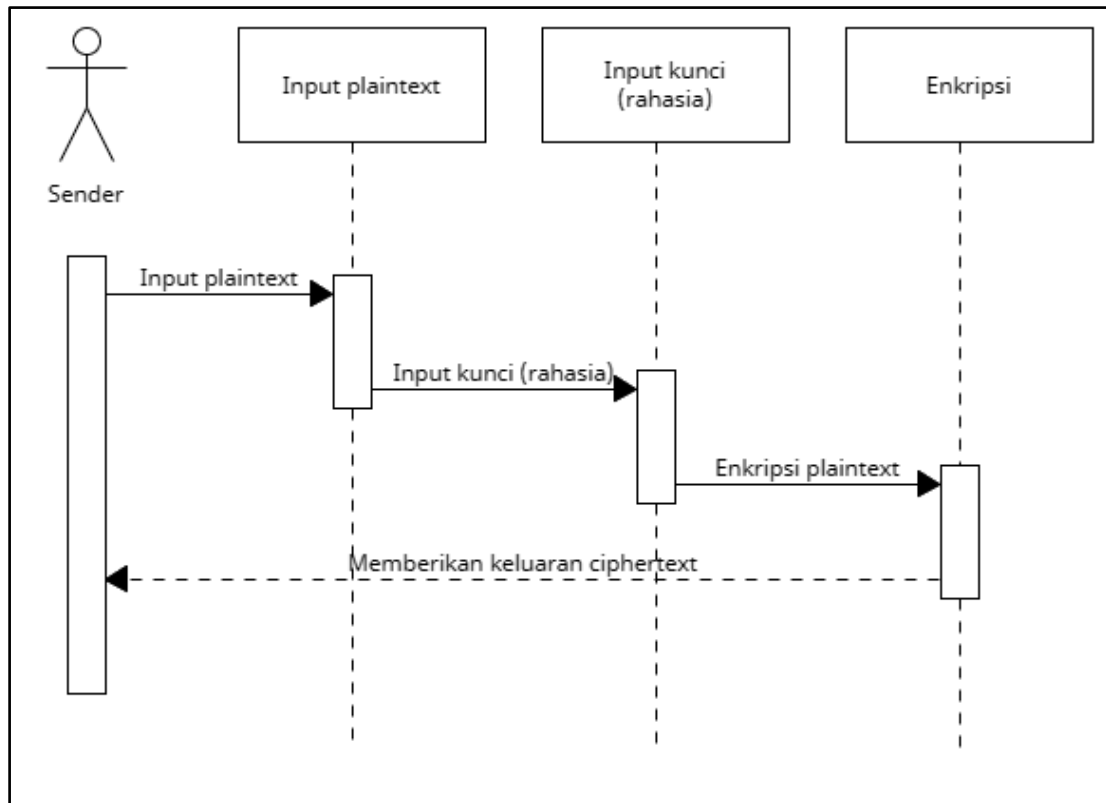 Input plaintext
Input kunci
(rahasia)
Enkripsi
Sender
Input plaintext
Input kunci (rahasia)
Enkripsi plaintext
Memberikan keluaran ciphertext